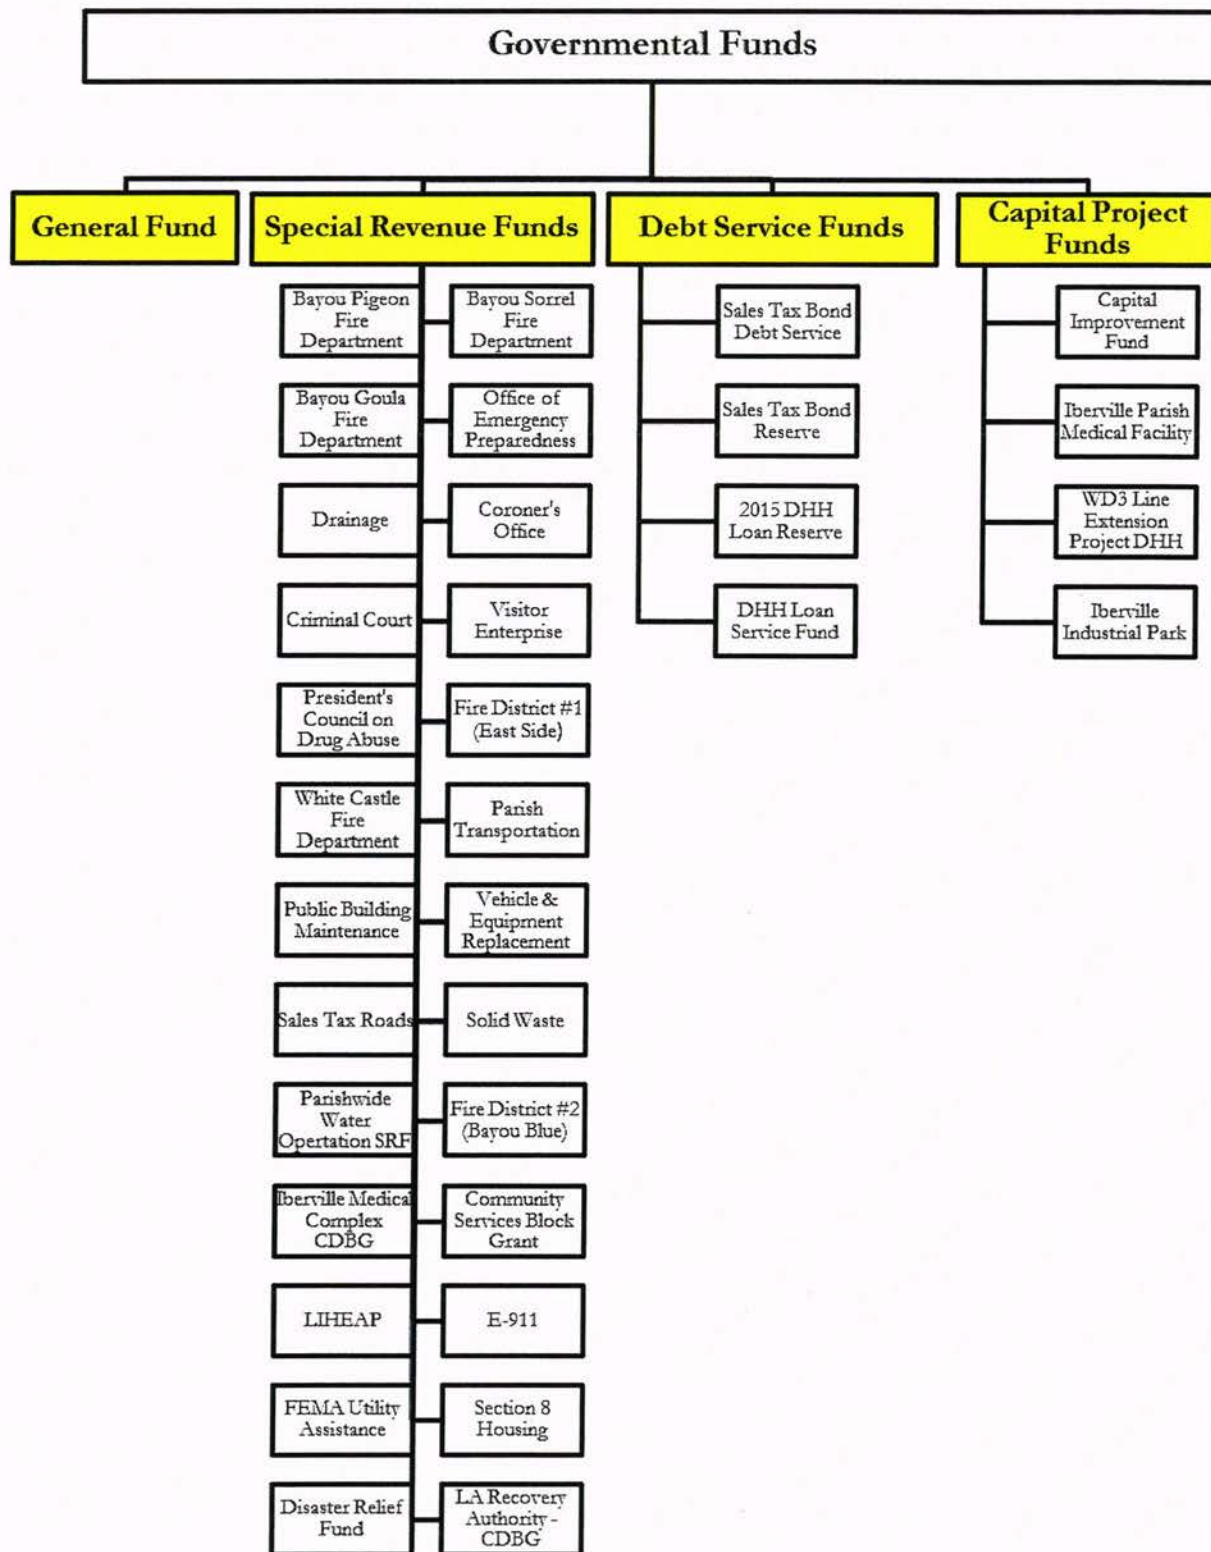 Governmental Funds
General Fund
Special Revenue Funds
Debt Service Funds
Capital Project
Funds
Bayou Pigeon
Fire
Department
Bayou Sorrel
Fire
Department
Sales Tax Bond
Debt Service
Capital
Improvement
Fund
Bayou Goula
Fire
Department
Office of
Emergency
Preparedness
Sales Tax Bond
Reserve
Iberville Parish
Medical Facility
Drainage
Coroner's
Office
2015 DHH
Loan Reserve
WD3 Line
Extension
Project DHH
Criminal Court
Visitor
Enterprise
DHH Loan
Service Fund
Iberville
Industrial Park
President's
Council on
Drug Abuse
Fire District #1
(East Side)
White Castle
Fire
Department
Parish
Transportation
Public Building
Maintenance
Vehicle &
Equipment
Replacement
Sales Tax Roads
Solid Waste
Parishwide
Water
Opertation SRF
Fire District #2
(Bayou Blue)
Iberville Medical
Complex
CDBG
Community
Services Block
Grant
LIHEAP
E-911
FEMA Utility
Assistance
Section 8
Housing
Disaster Relief
Fund
LA Recovery
Authority -
CDBG